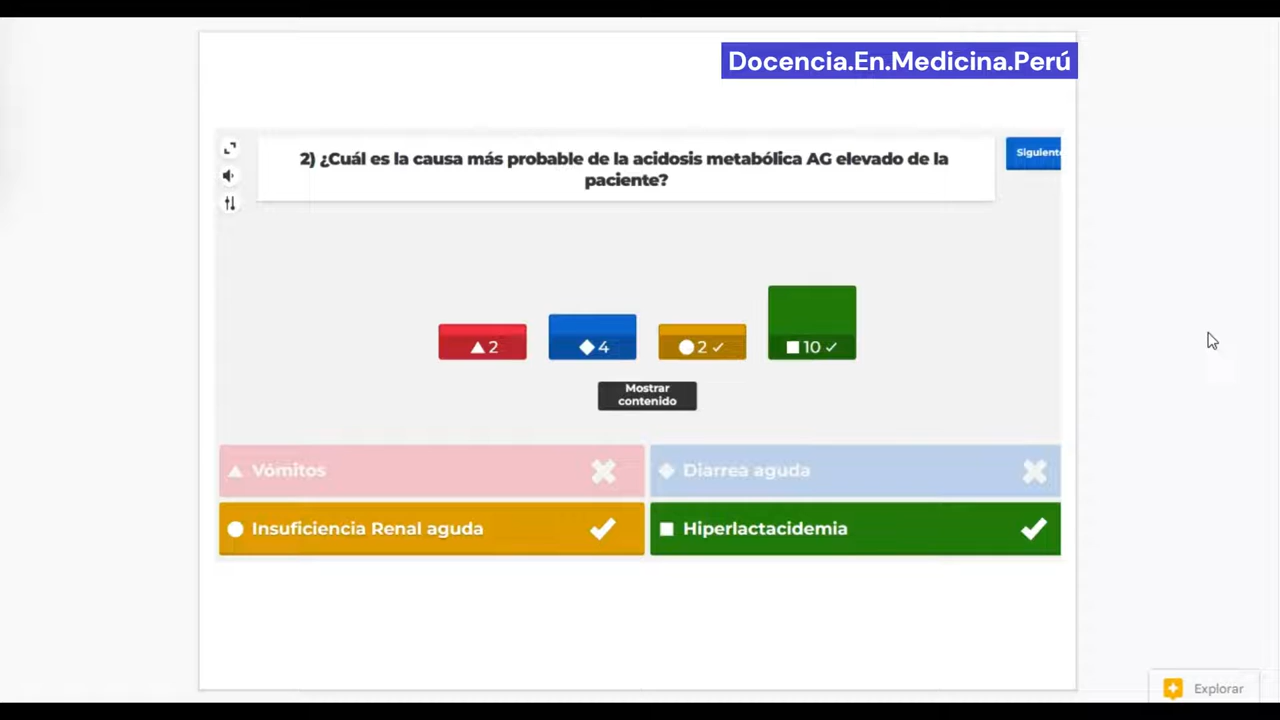 Docencia.En.Medicina.Perú
2) ¿Cuál es la causa más probable de la acidosis metabólica AG elevado de la
paciente?
Siguiente
2
4
2
10
Mostrar
contenido
Vómitos
Diarrea aguda
Insuficiencia Renal aguda
Hiperlactacidemia
Explorar